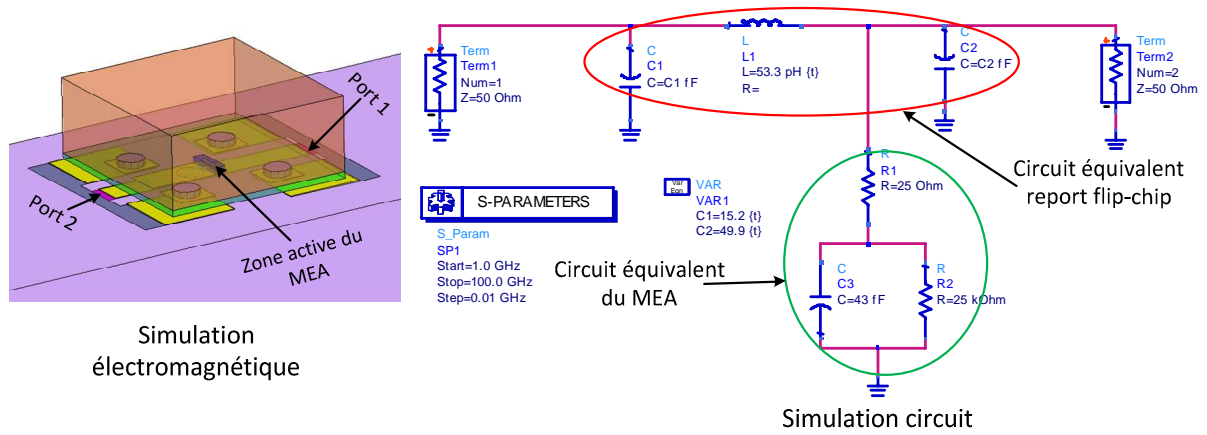 Port 1
Port 2
Zone active du
MEA
Simulation
électromagnétique
Term
Term1
Num=1
Z=50 Ohm
C
C1
C=C1 fF
L
L1
L=53.3 pH {t}
R=
C
C2
C=C2 fF
Term
Term2
Num=2
Z=50 Ohm
Circuit équivalent
report flip-chip
R
R1
R=25 Ohm
S-PARAMETERS
S_Param
SP1
Start=1.0 GHz
Stop=100.0 GHz
Step=0.01 GHz
Var
Eqn
VAR
VAR1
C1=15.2 {t}
C2=49.9 {t}
Circuit équivalent
du MEA
C
C3
C=43 fF
R
R2
R=25 kOhm
Simulation circuit